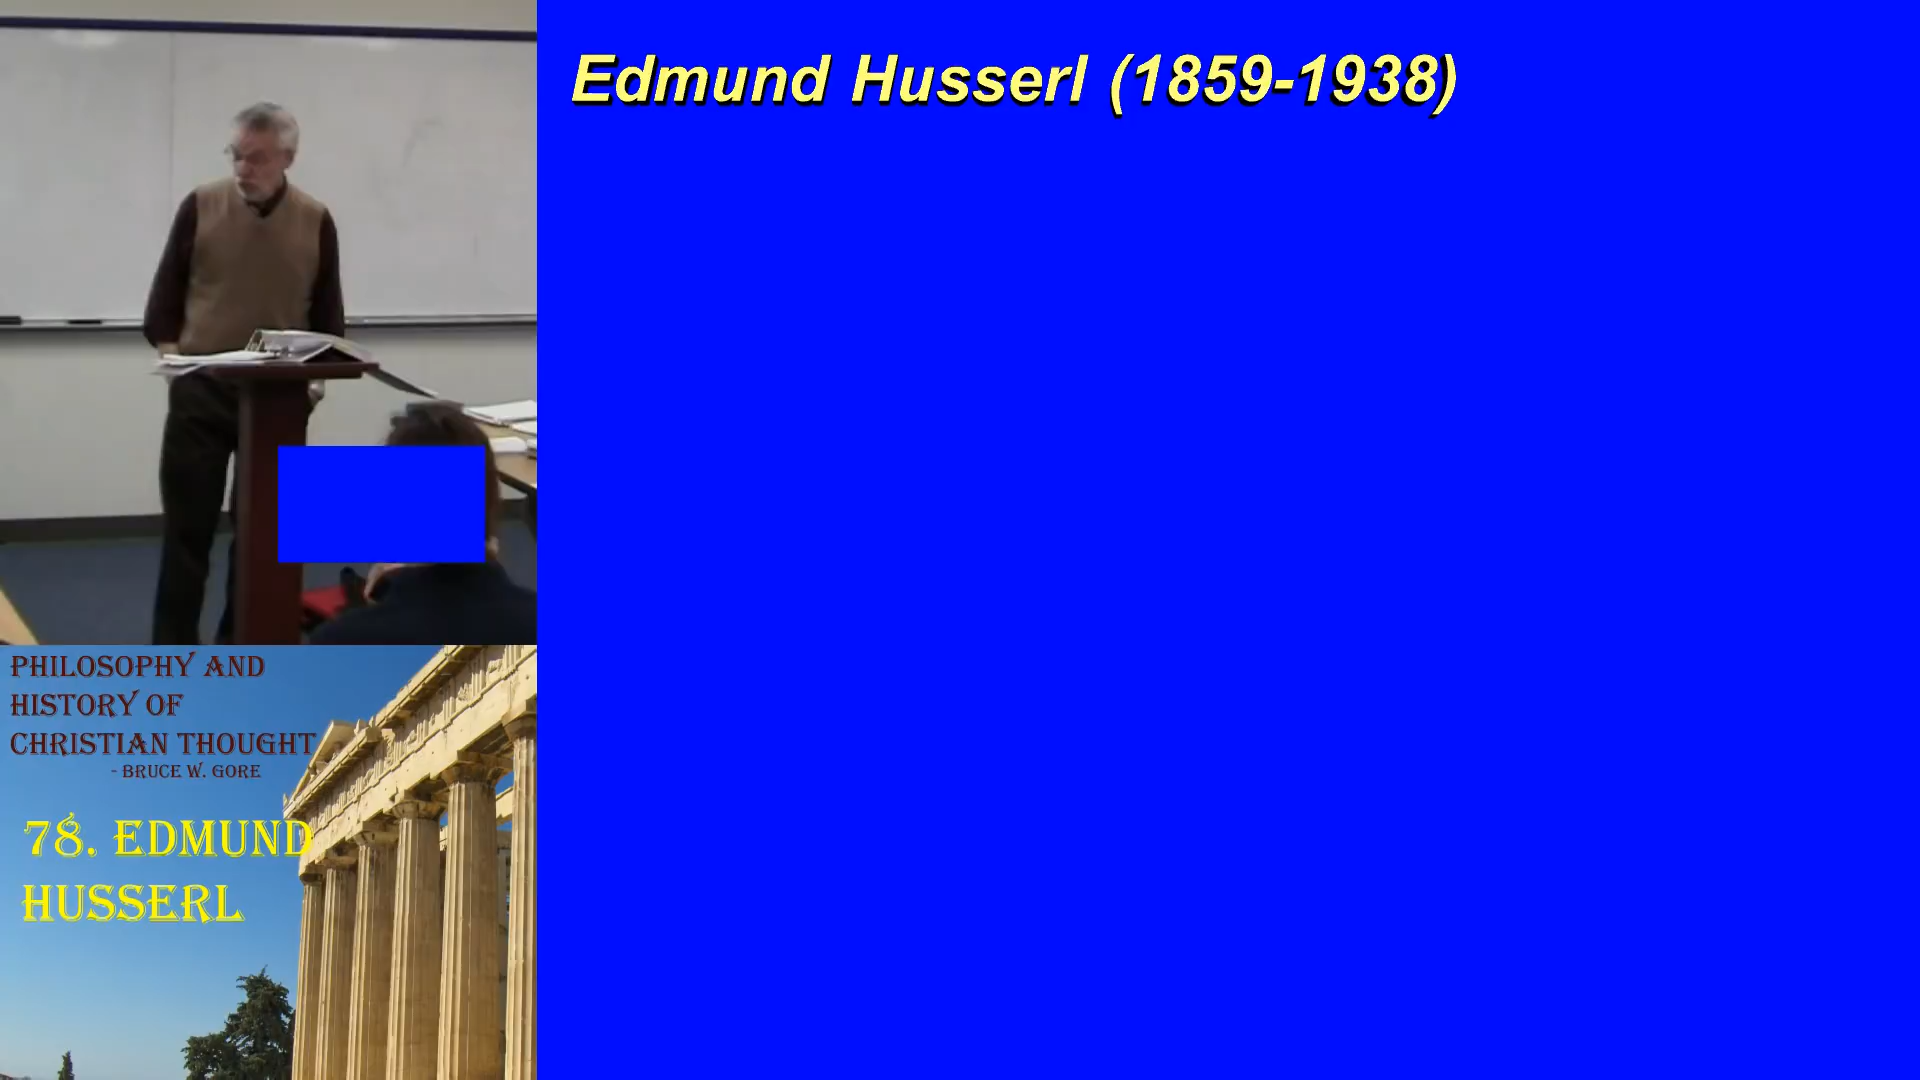 Edmund Husserl (1859-1938)
PHILOSOPHY AND
HISTORY OF
CHRISTIAN THOUGHT
- BRUCE W. GORE
78. EDMUND
HUSSERL